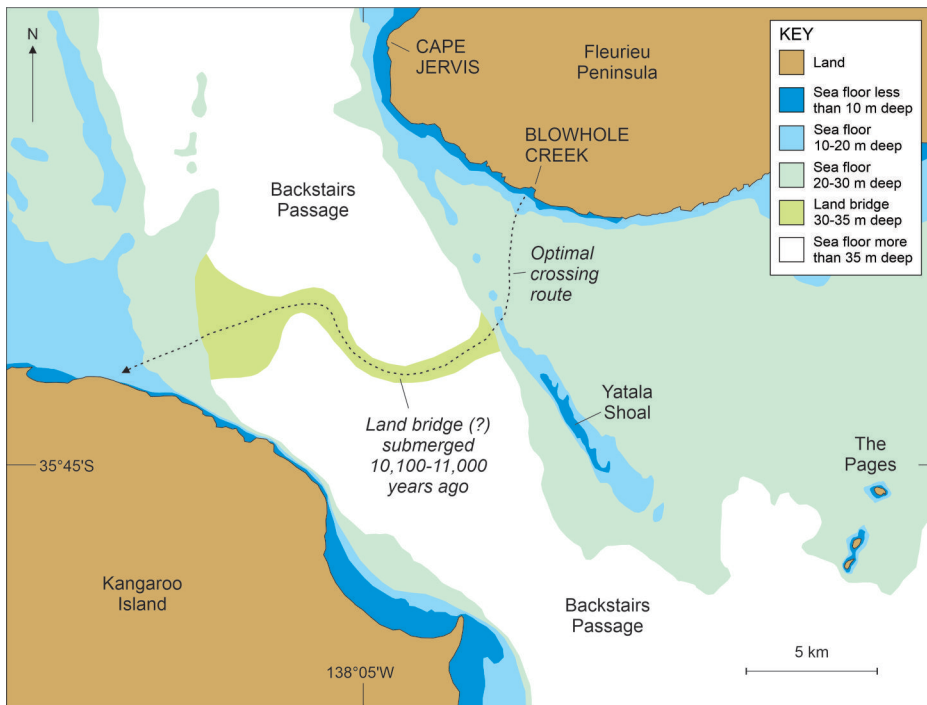 N
CAPE
JERVIS
Fleurieu
Peninsula
KEY
Land
Sea floor less
than 10 m deep
Sea floor
10-20 m deep
Sea floor
20-30 m deep
Land bridge
30-35 m deep
Sea floor more
than 35 m deep
BLOWHOLE
CREEK
Backstairs
Passage
Optimal
crossing
route
Yatala
Shoal
Land bridge (?)
submerged
10,100-11,000
years ago
The
Pages
35°45'S
Kangaroo
Island
Backstairs
Passage
5 km
138°05'W